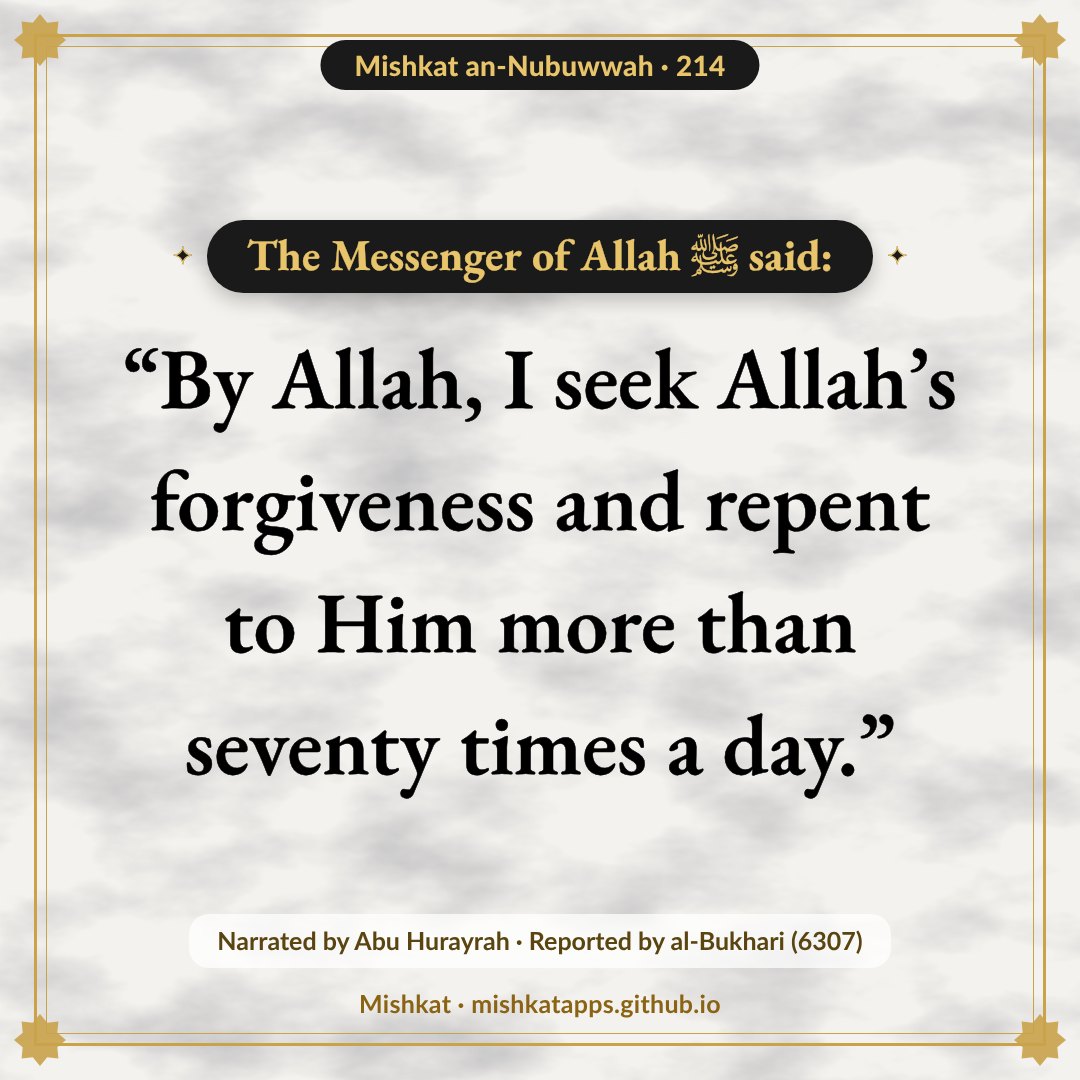 Mishkat an-Nubuwwah · 214
The Messenger of Allah ﷺ said:
“By Allah, I seek Allah’s
forgiveness and repent
to Him more than
seventy times a day.”
Narrated by Abu Hurayrah · Reported by al-Bukhari (6307)
Mishkat · mishkatapps.github.io